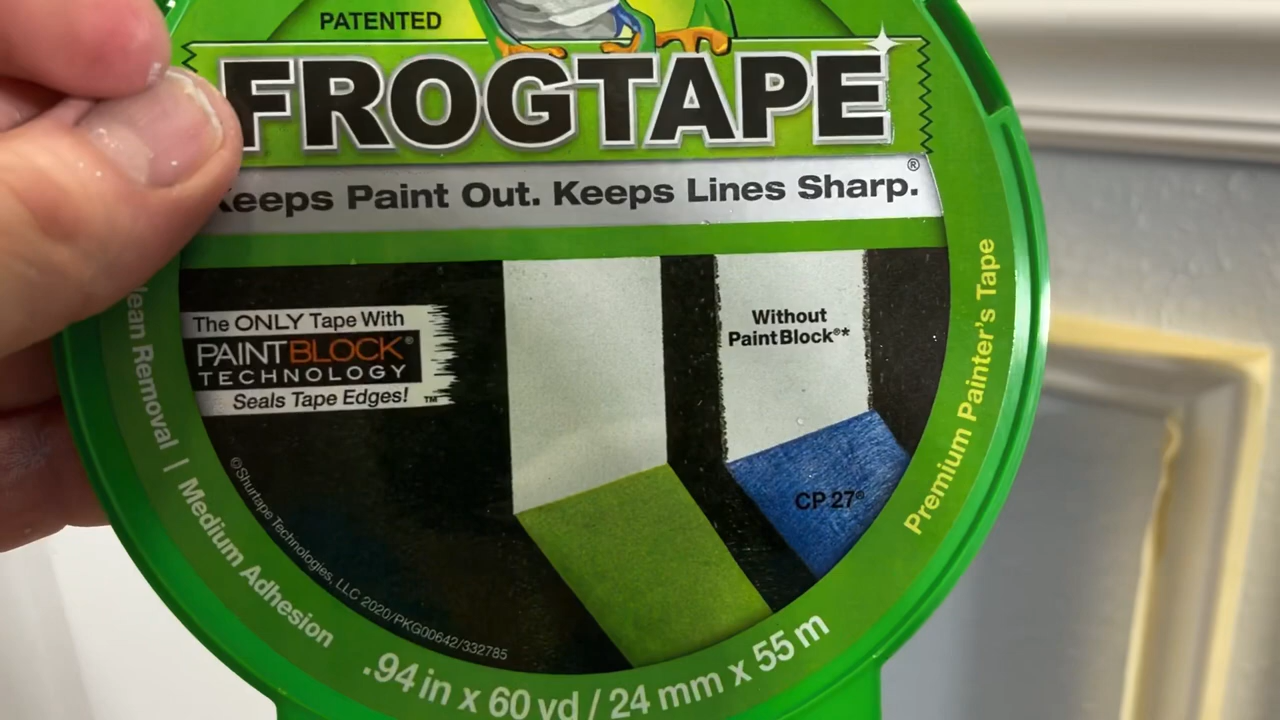 PATENTED
FROGTAPE
Keeps Paint Out. Keeps Lines Sharp.®
The ONLY Tape With
PAINTBLOCK®
TECHNOLOGY
Seals Tape Edges!™
Without
PaintBlock®*
CP 27®
Clean Removal | Medium Adhesion
Premium Painter's Tape
©Shurtape Technologies, LLC 2020/PKG00642/332785
.94 in x 60 yd / 24 mm x 55 m